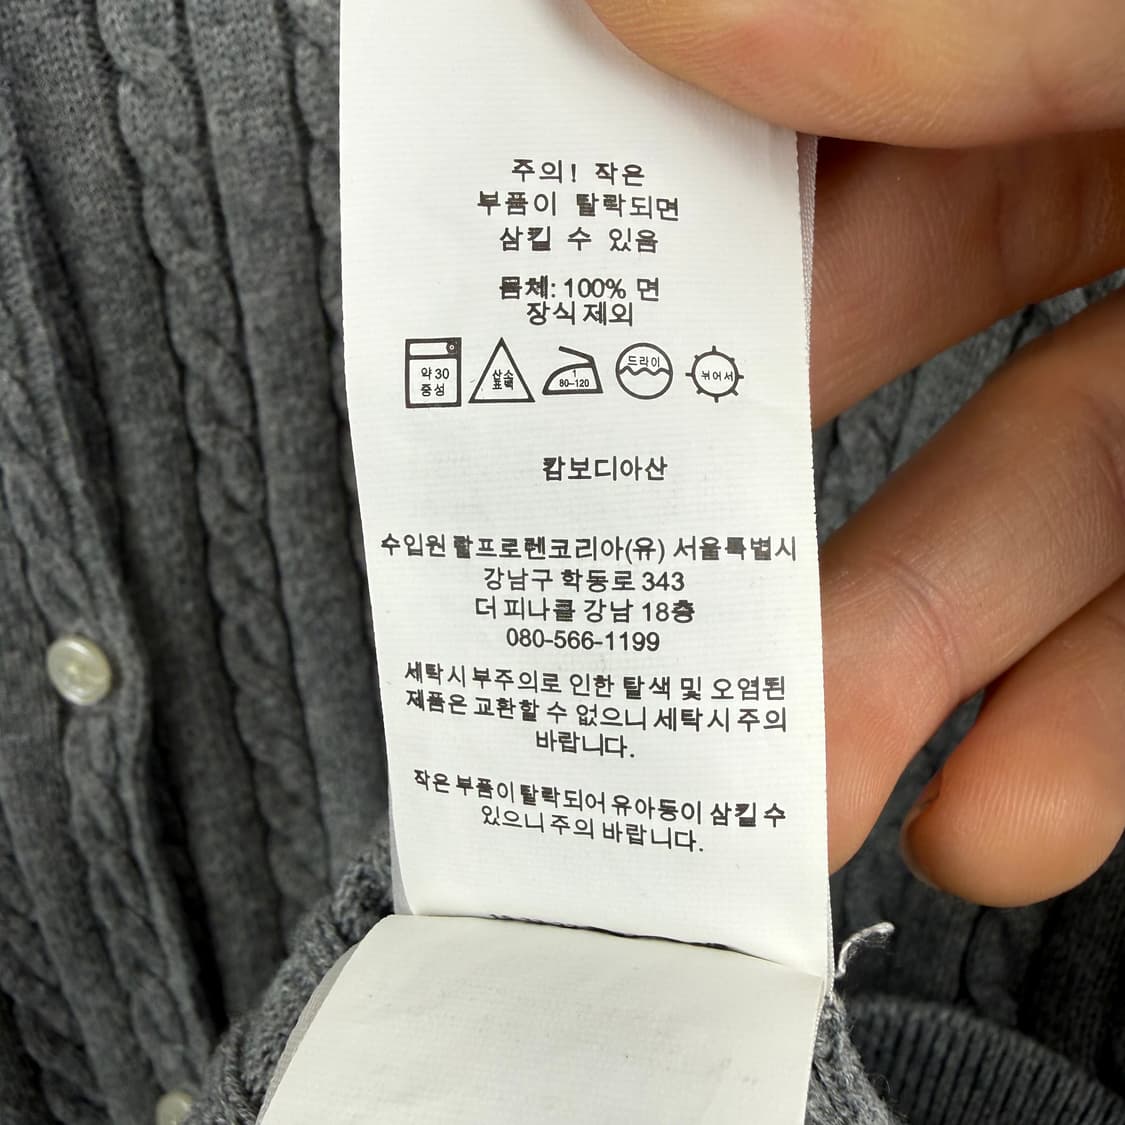 주의! 작은
부품이 탈락되면
삼킬 수 있음
몸체: 100% 면
장식 제외
약 30
중성
산소
표백
1
80-120
드라이
뉘어서
캄보디아산
수입원 랄프로렌코리아(유) 서울특별시
강남구 학동로 343
더 피나클 강남 18층
080-566-1199
세탁시 부주의로 인한 탈색 및 오염된
제품은 교환할 수 없으니 세탁시 주의
바랍니다.
작은 부품이 탈락되어 유아동이 삼킬 수
있으니 주의 바랍니다.